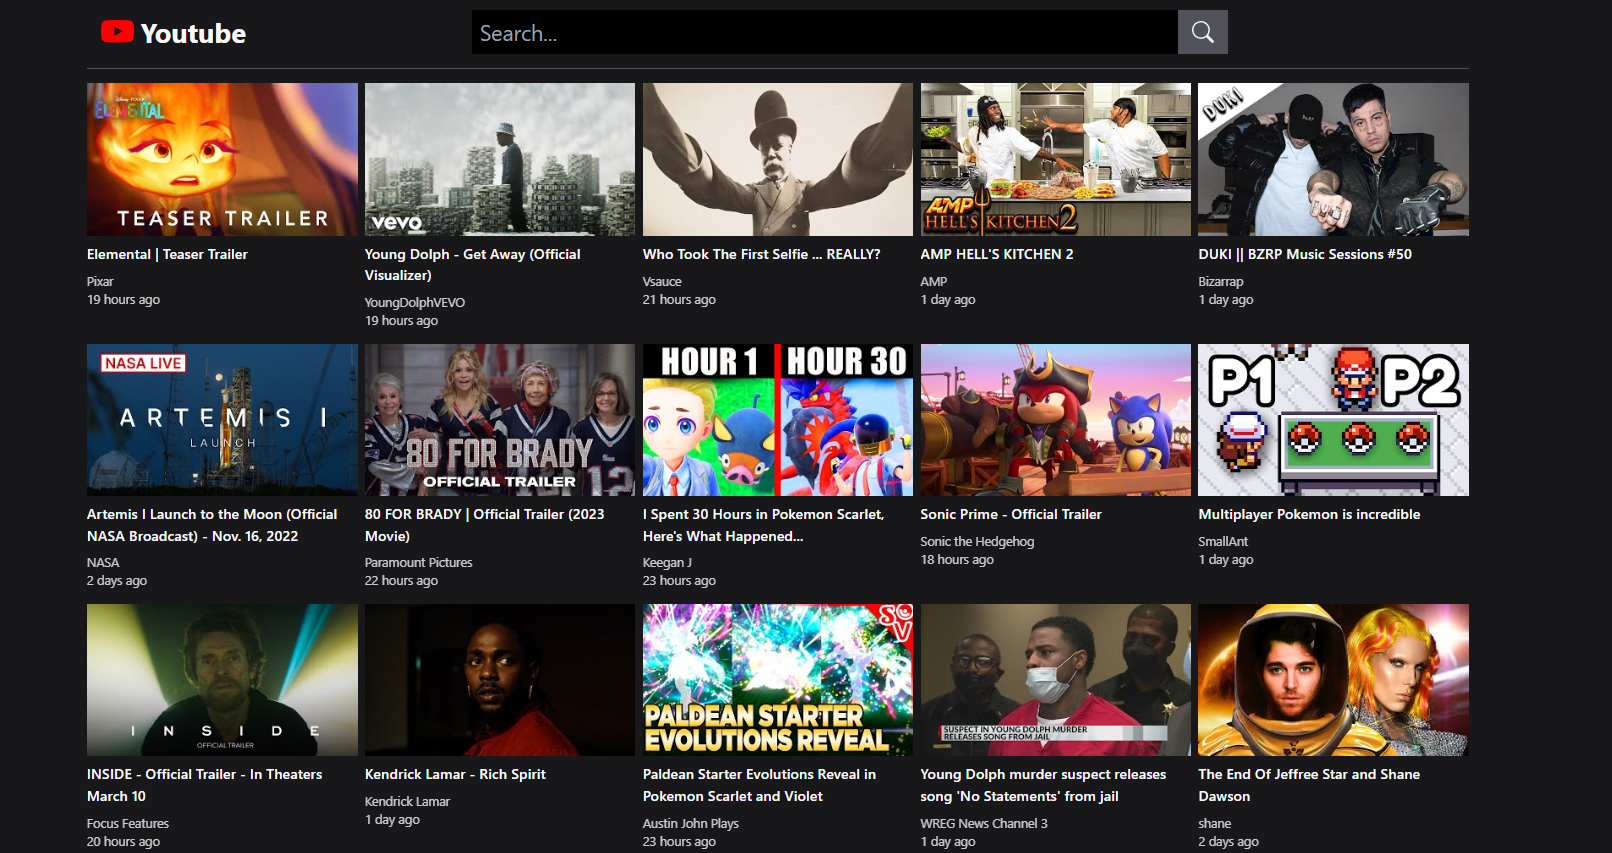 Youtube
Search...
DISNEY PIXAR
ELEMENTAL
TEASER TRAILER
vevo
AMP
HELL'S KITCHEN 2
DUKI
Elemental | Teaser Trailer
Pixar
19 hours ago
Young Dolph - Get Away (Official
Visualizer)
YoungDolphVEVO
19 hours ago
Who Took The First Selfie ... REALLY?
Vsauce
21 hours ago
AMP HELL'S KITCHEN 2
AMP
1 day ago
DUKI || BZRP Music Sessions #50
Bizarrap
1 day ago
NASA LIVE
ARTEMIS I
LAUNCH
80 FOR BRADY
OFFICIAL TRAILER
12
HOUR 1
HOUR 30
P1
P2
Artemis I Launch to the Moon (Official
NASA Broadcast) - Nov. 16, 2022
NASA
2 days ago
80 FOR BRADY | Official Trailer (2023
Movie)
Paramount Pictures
22 hours ago
I Spent 30 Hours in Pokemon Scarlet,
Here's What Happened...
Keegan J
23 hours ago
Sonic Prime - Official Trailer
Sonic the Hedgehog
18 hours ago
Multiplayer Pokemon is incredible
SmallAnt
1 day ago
INSIDE
OFFICIAL TRAILER
PALDEAN STARTER
EVOLUTIONS REVEAL
SUSPECT IN YOUNG DOLPH MURDER
RELEASES SONG FROM JAIL
INSIDE - Official Trailer - In Theaters
March 10
Focus Features
20 hours ago
Kendrick Lamar - Rich Spirit
Kendrick Lamar
1 day ago
Paldean Starter Evolutions Reveal in
Pokemon Scarlet and Violet
Austin John Plays
23 hours ago
Young Dolph murder suspect releases
song 'No Statements' from jail
WREG News Channel 3
1 day ago
The End Of Jeffree Star and Shane
Dawson
shane
2 days ago